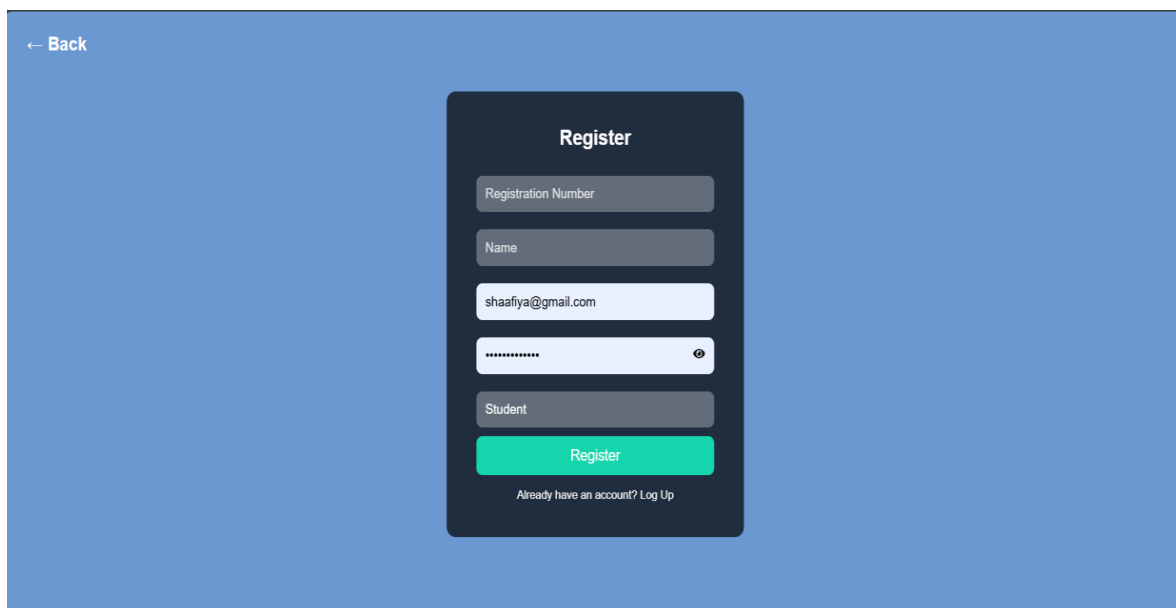 ← Back
Register
Registration Number
Name
shaafiya@gmail.com
•••••••••••••
Student
Register
Already have an account? Log Up